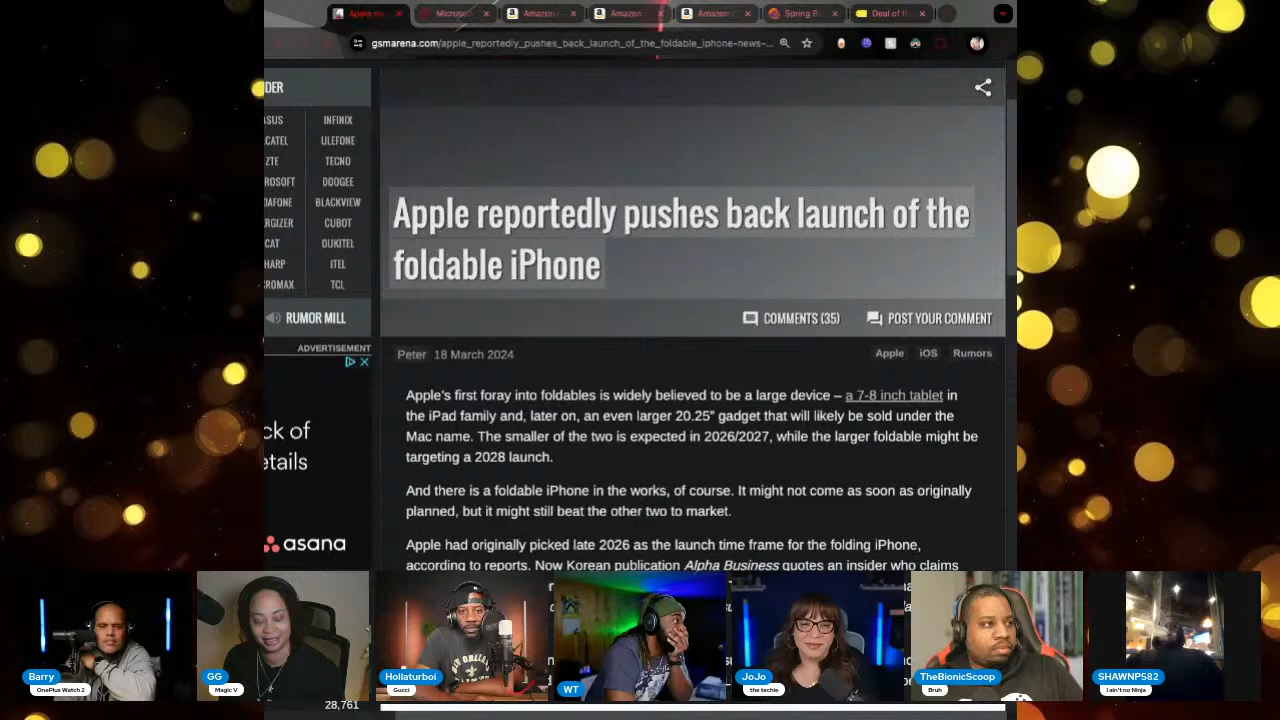 Apple
Microso
Amazon
Amazon
Amazon
Spring B
Deal of t
gsmarena.com/apple_reportedly_pushes_back_launch_of_the_foldable_iphone-news-...
DER
ASUS INFINIX
CATEL ULEFONE
ZTE TECNO
ROSOFT DOOGEE
DAFONE BLACKVIEW
RGIZER CUBOT
CAT OUKITEL
HARP ITEL
ROMAX TCL
RUMOR MILL
ADVERTISEMENT
ck of
etails
asana
Apple reportedly pushes back launch of the
foldable iPhone
COMMENTS (35) POST YOUR COMMENT
Peter 18 March 2024 Apple iOS Rumors
Apple's first foray into foldables is widely believed to be a large device – a 7-8 inch tablet in
the iPad family and, later on, an even larger 20.25" gadget that will likely be sold under the
Mac name. The smaller of the two is expected in 2026/2027, while the larger foldable might be
targeting a 2028 launch.
And there is a foldable iPhone in the works, of course. It might not come as soon as originally
planned, but it might still beat the other two to market.
Apple had originally picked late 2026 as the launch time frame for the folding iPhone,
according to reports. Now Korean publication Alpha Business quotes an insider who claims
Barry
OnePlus Watch 2
GG
Magic V
Hollaturboi
Gucci
WT
JoJo
the techie
TheBionicScoop
Bruh
SHAWNP582
I ain't no Ninja
28,761